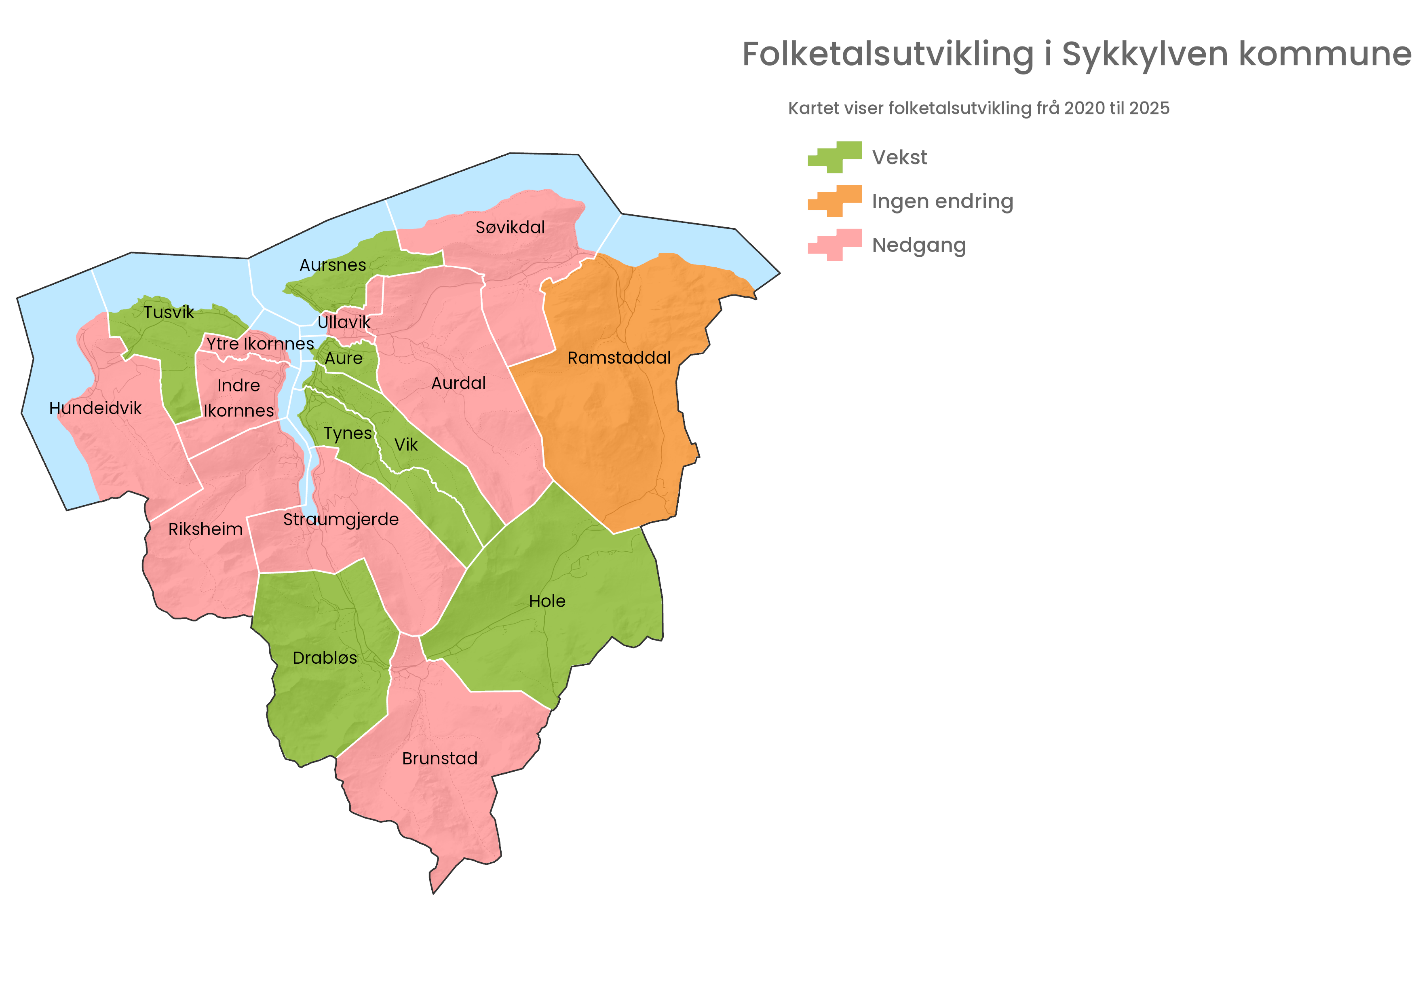 Folketalsutvikling i Sykkylven kommune
Kartet viser folketalsutvikling frå 2020 til 2025
Vekst
Ingen endring
Nedgang
Søvikdal
Aursnes
Tusvik
Ullavik
Ytre Ikornnes
Aure
Ramstaddal
Indre
Ikornnes
Aurdal
Hundeidvik
Tynes
Vik
Straumgjerde
Riksheim
Hole
Drabløs
Brunstad